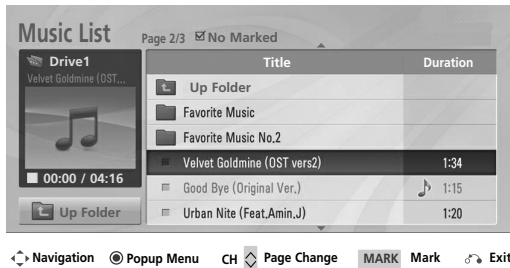 Music List
Page 2/3 No Marked
Drive1
Velvet Goldmine (OST...
00:00 / 04:16
Up Folder
Title Duration
Up Folder
Favorite Music
Favorite Music No.2
Velvet Goldmine (OST vers2) 1:34
Good Bye (Original Ver.) 1:15
Urban Nite (Feat.Amin.J) 1:20
Navigation Popup Menu CH Page Change MARK Mark Exit